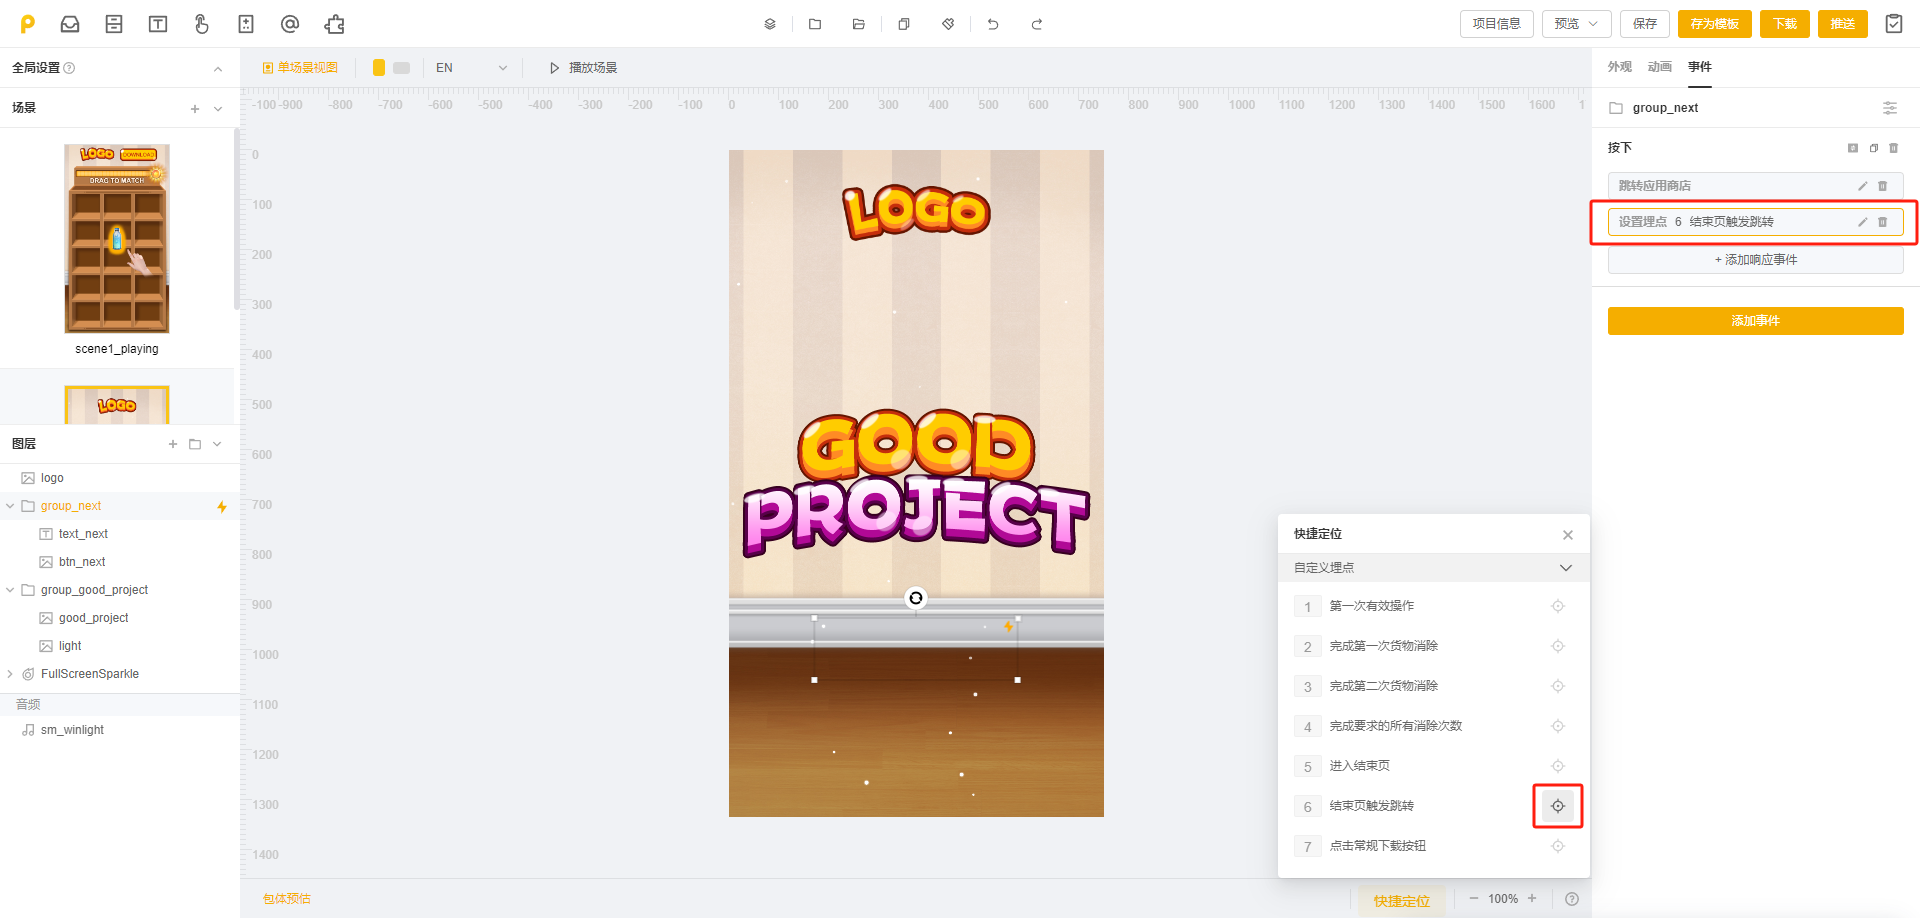 项目信息
预览
保存
存为模板
下载
推送
全局设置
单场景视图
EN
播放场景
外观
动画
事件
场景
-100 -900 -800 -700 -600 -500 -400 -300 -200 -100 0 100 200 300 400 500 600 700 800 900 1000 1100 1200 1300 1400 1500 1600 1
group_next
0
100
200
300
400
500
600
700
800
900
1000
1100
1200
1300
1400
按下
跳转应用商店
设置埋点 6 结束页触发跳转
+ 添加响应事件
添加事件
LOGO
DOWNLOAD
DRAG TO MATCH
scene1_playing
LOGO
LOGO
GOOD
PROJECT
图层
logo
group_next
text_next
btn_next
group_good_project
good_project
light
FullScreenSparkle
音频
sm_winlight
快捷定位
自定义埋点
1 第一次有效操作
2 完成第一次货物消除
3 完成第二次货物消除
4 完成要求的所有消除次数
5 进入结束页
6 结束页触发跳转
7 点击常规下载按钮
包体预估
快捷定位
100%